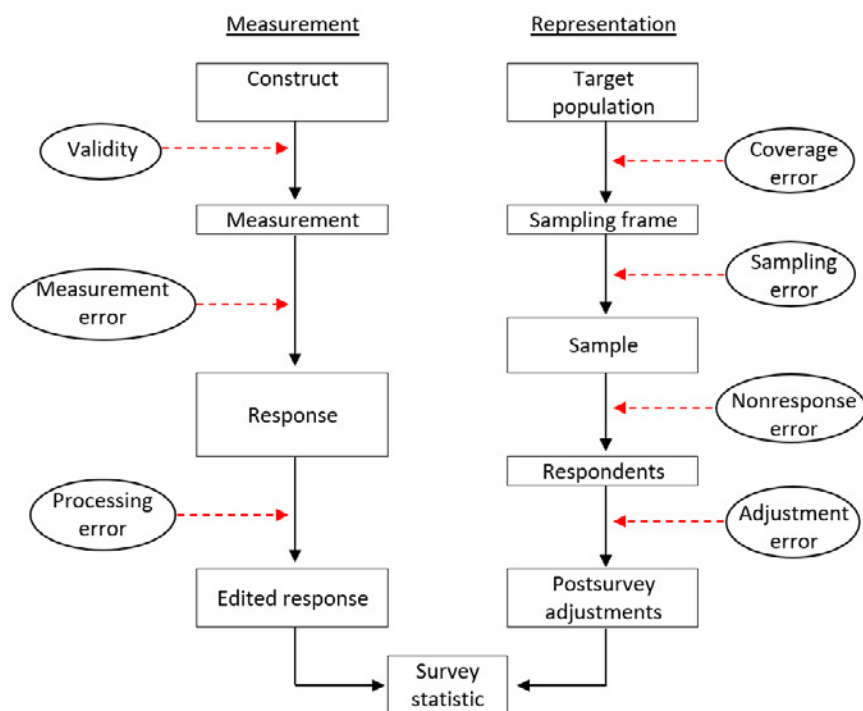 Measurement
Representation
Construct
Target
population
Validity
Coverage
error
Measurement
Sampling frame
Measurement
error
Sampling
error
Sample
Response
Nonresponse
error
Respondents
Processing
error
Adjustment
error
Edited response
Postsurvey
adjustments
Survey
statistic